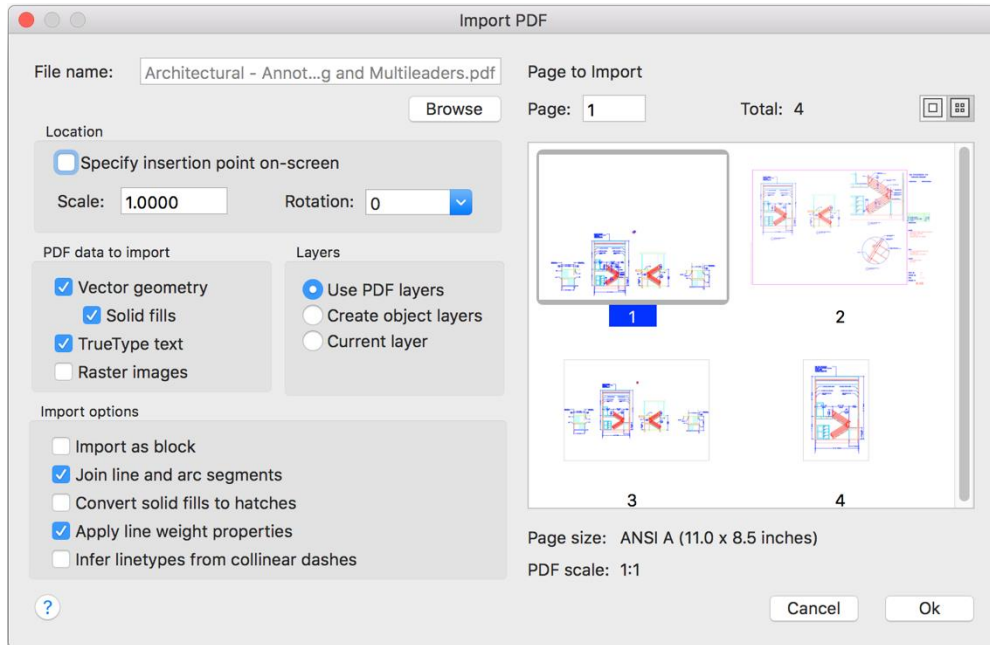 Import PDF
File name: Architectural - Annot...g and Multileaders.pdf
Browse
Location
Specify insertion point on-screen
Scale: 1.0000 Rotation: 0
PDF data to import
Vector geometry
Solid fills
TrueType text
Raster images
Layers
Use PDF layers
Create object layers
Current layer
Import options
Import as block
Join line and arc segments
Convert solid fills to hatches
Apply line weight properties
Infer linetypes from collinear dashes
?
Page to Import
Page: 1 Total: 4
1 2
3 4
Page size: ANSI A (11.0 x 8.5 inches)
PDF scale: 1:1
Cancel Ok